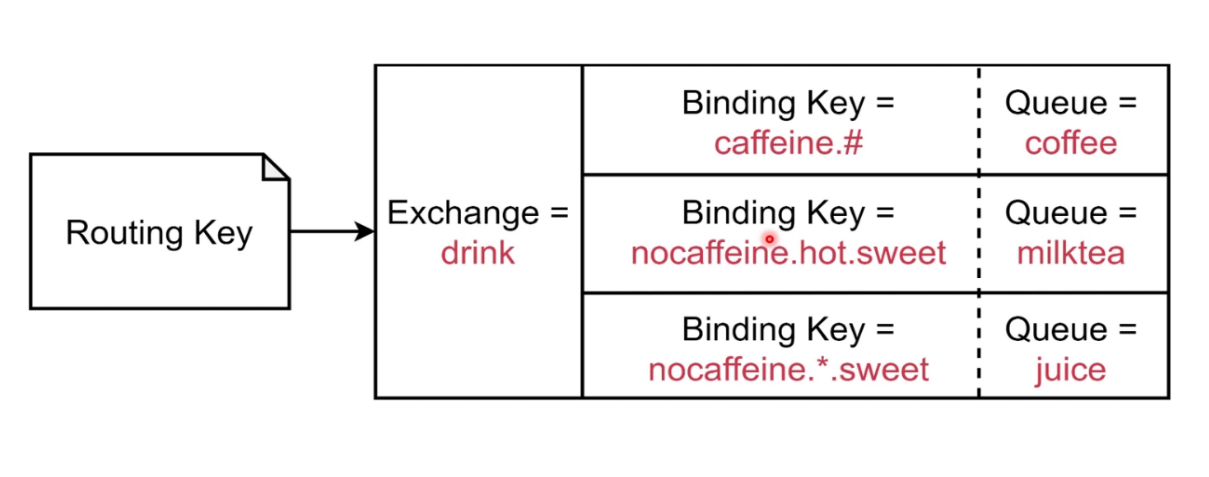 Routing Key
Exchange =
drink
Binding Key =
caffeine.#
Queue =
coffee
Binding Key =
nocaffeine.hot.sweet
Queue =
milktea
Binding Key =
nocaffeine.*.sweet
Queue =
juice